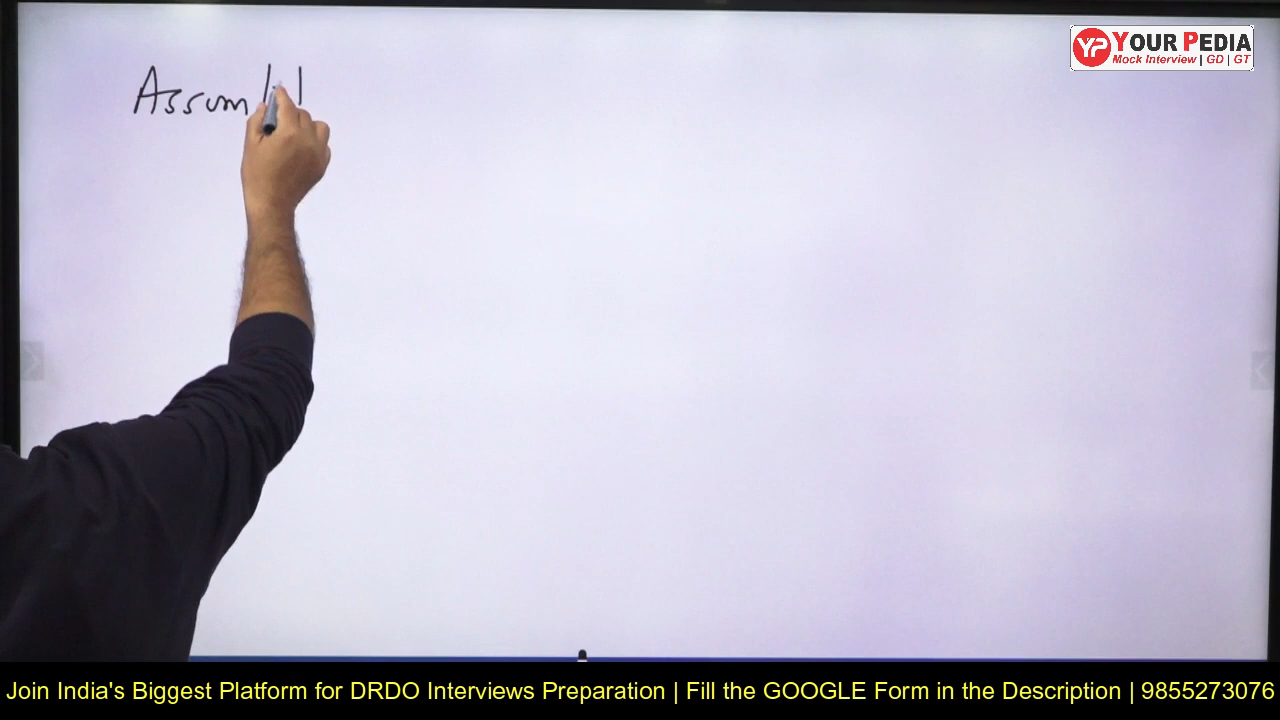 YP YOUR PEDIA
Mock Interview | GD | GT
Join India's Biggest Platform for DRDO Interviews Preparation | Fill the GOOGLE Form in the Description | 9855273076